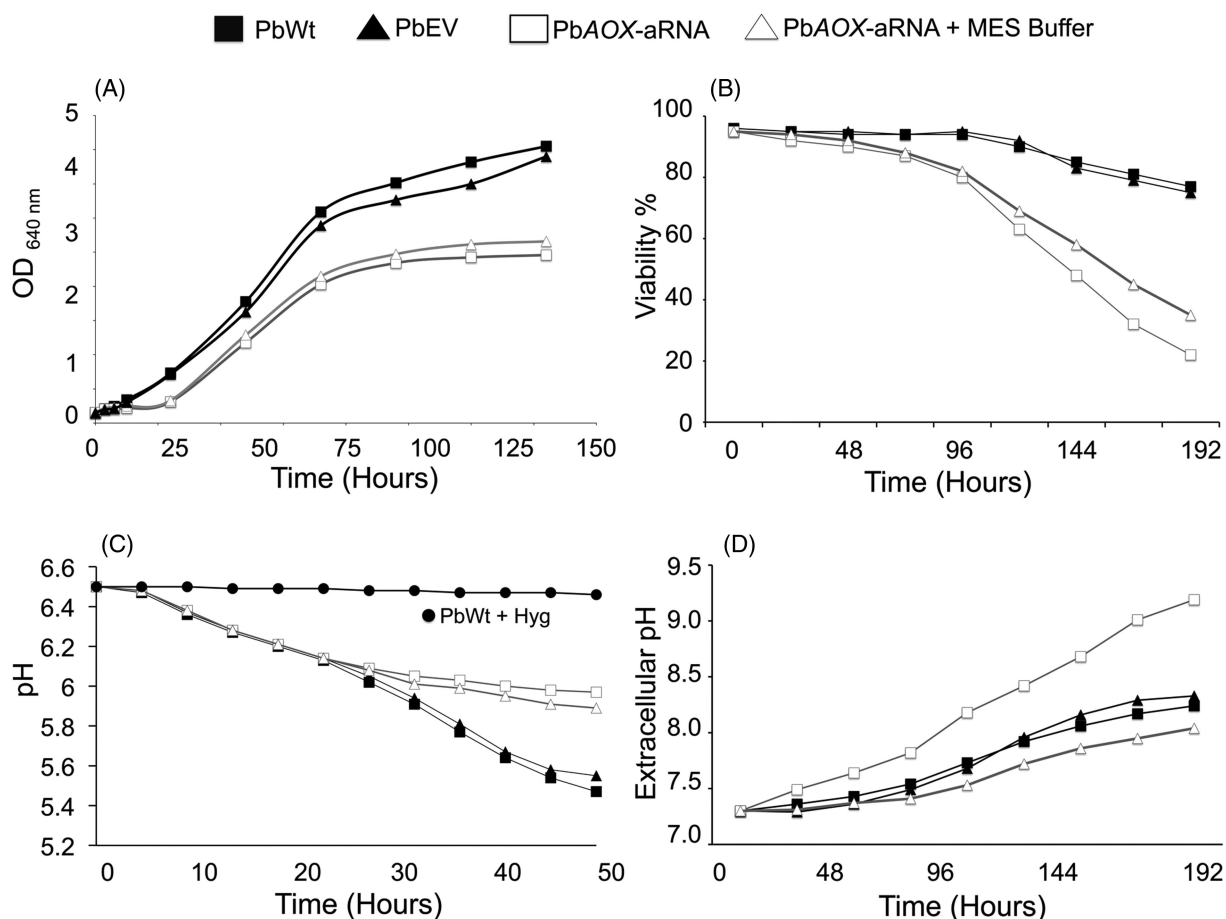 PbWt PbEV PbAOX-aRNA PbAOX-aRNA + MES Buffer
(A)
5
4
3
2
1
0
OD 640 nm
0 25 50 75 100 125 150
Time (Hours)
(B)
100
80
60
40
20
0
Viability %
0 48 96 144 192
Time (Hours)
(C)
6.6
6.4
6.2
6
5.8
5.6
5.4
5.2
pH
PbWt + Hyg
0 10 20 30 40 50
Time (Hours)
(D)
9.5
9.0
8.5
8.0
7.5
7.0
Extracellular pH
0 48 96 144 192
Time (Hours)